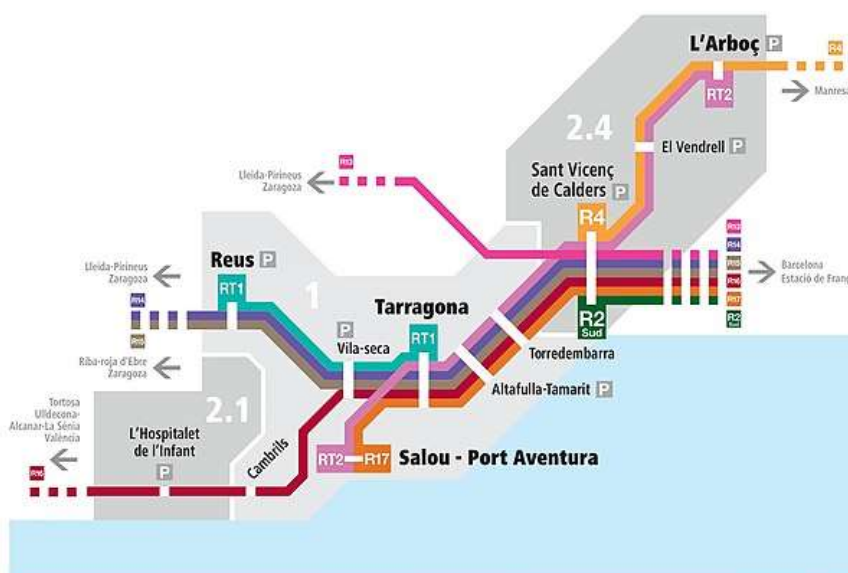 L'Arboç P
R4
RT2
Manresa
2.4
El Vendrell P
R13
Lleida-Pirineus
Zaragoza
Sant Vicenç
de Calders P
R4
R13
R14
R15
R16
R17
R2
Sud
Barcelona
Estació de Franç
Lleida-Pirineus
Zaragoza
Reus P
RT1
1
R14
R15
Tarragona
RT1
P
Vila-seca
R2
Sud
Torredembarra
Altafulla-Tamarit P
Riba-roja d'Ebre
Zaragoza
2.1
Tortosa
Ulldecona-
Alcanar-La Sénia
València
L'Hospitalet
de l'Infant
P
Cambrils
RT2 R17 Salou - Port Aventura
R16